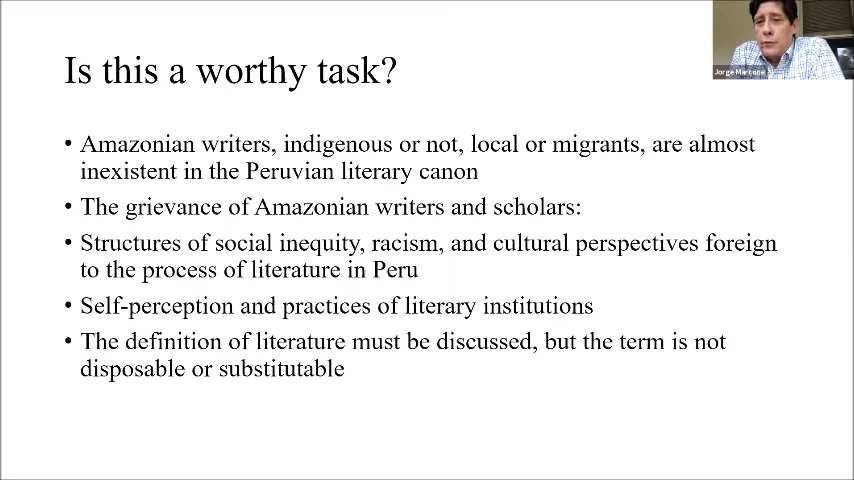 Is this a worthy task?
Jorge Marcone
• Amazonian writers, indigenous or not, local or migrants, are almost
inexistent in the Peruvian literary canon
• The grievance of Amazonian writers and scholars:
• Structures of social inequity, racism, and cultural perspectives foreign
to the process of literature in Peru
• Self-perception and practices of literary institutions
• The definition of literature must be discussed, but the term is not
disposable or substitutable